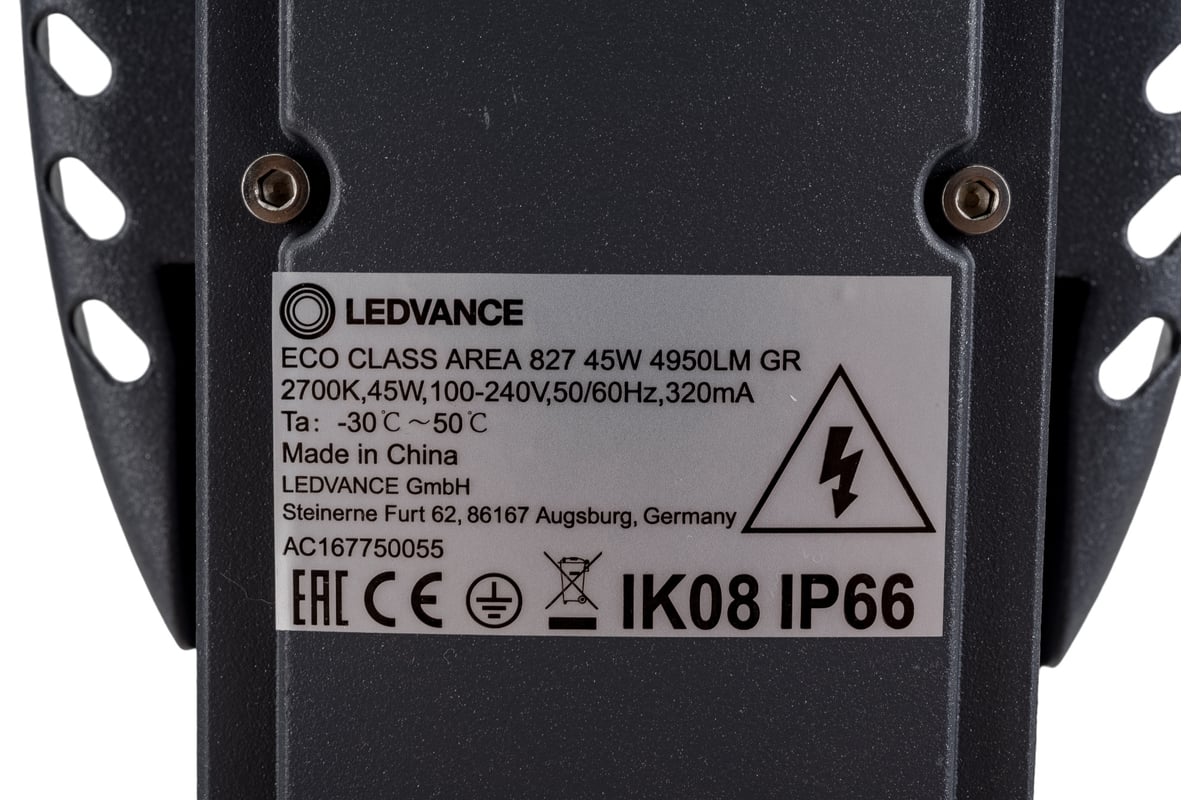 LEDVANCE
ECO CLASS AREA 827 45W 4950LM GR
2700K,45W,100-240V,50/60Hz,320mA
Ta: -30℃~50℃
Made in China
LEDVANCE GmbH
Steinerne Furt 62, 86167 Augsburg, Germany
AC167750055
EAC CE IK08 IP66